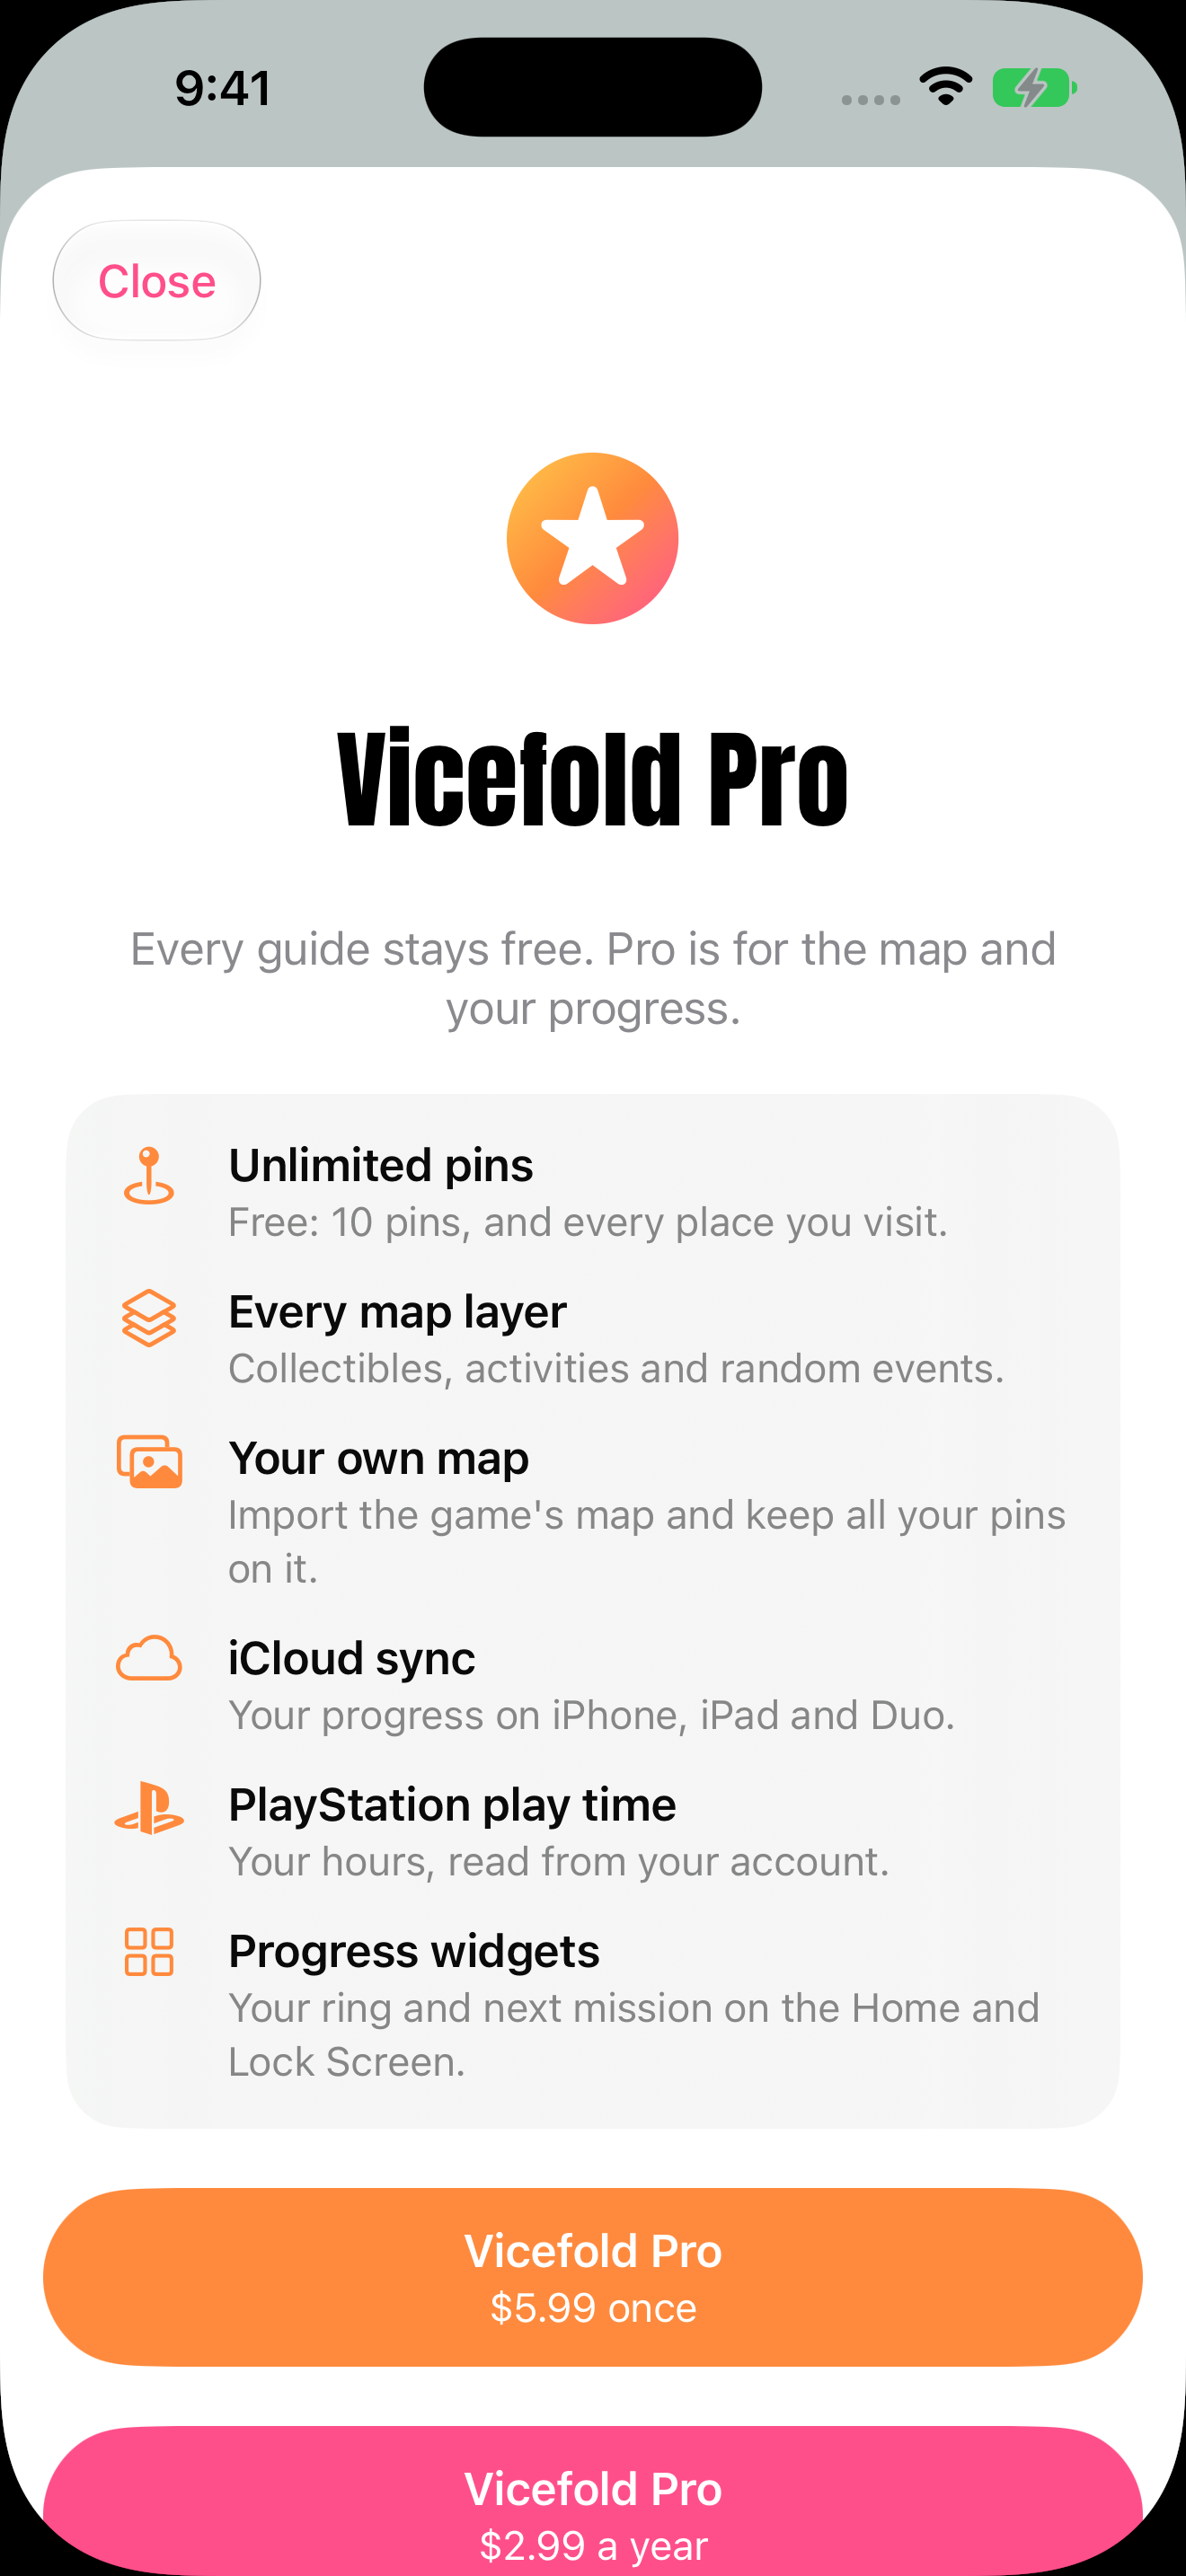 9:41
Close
Vicefold Pro
Every guide stays free. Pro is for the map and
your progress.
Unlimited pins
Free: 10 pins, and every place you visit.
Every map layer
Collectibles, activities and random events.
Your own map
Import the game's map and keep all your pins
on it.
iCloud sync
Your progress on iPhone, iPad and Duo.
PlayStation play time
Your hours, read from your account.
Progress widgets
Your ring and next mission on the Home and
Lock Screen.
Vicefold Pro
$5.99 once
Vicefold Pro
$2.99 a year